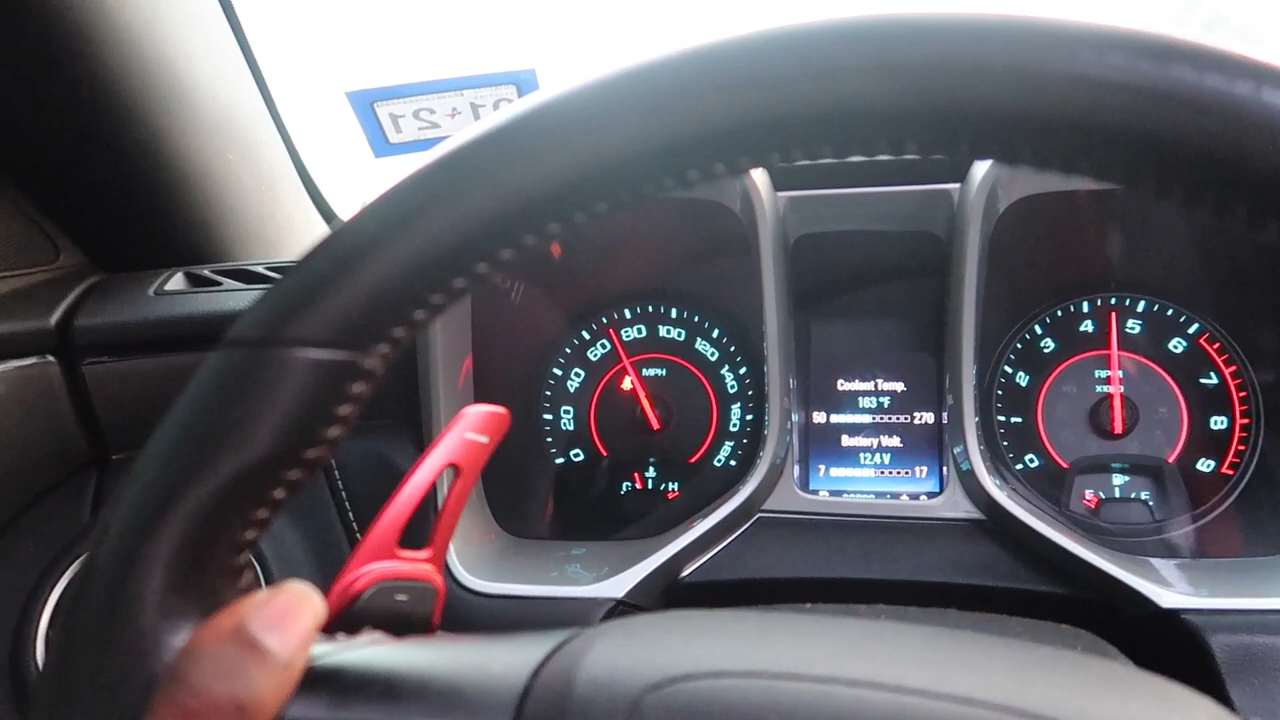 21
MPH
0
20
40
60
80
100
120
140
160
180
C H
Coolant Temp.
163 °F
50 270
Battery Volt.
12.4 V
7 17
RPM
X1000
0
1
2
3
4
5
6
7
8
9
E F